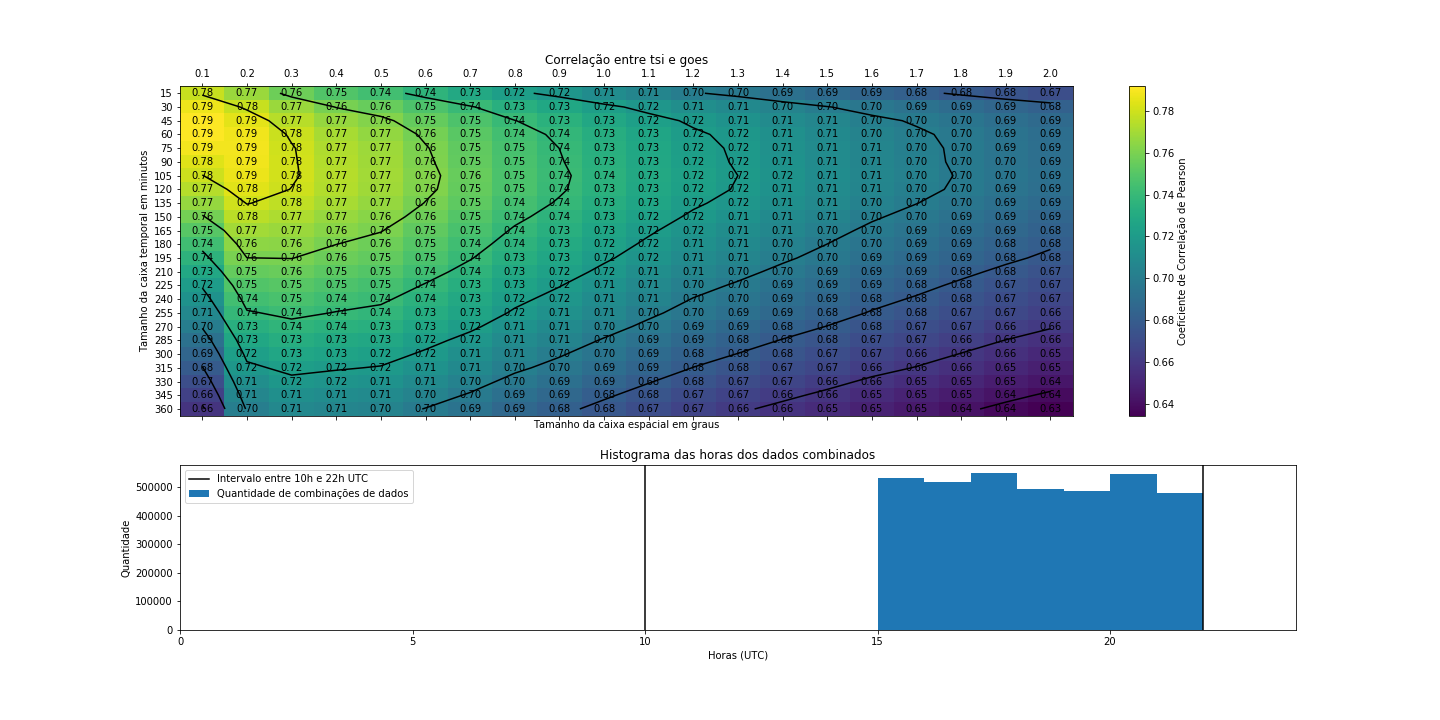 Correlação entre tsi e goes
0.1 0.2 0.3 0.4 0.5 0.6 0.7 0.8 0.9 1.0 1.1 1.2 1.3 1.4 1.5 1.6 1.7 1.8 1.9 2.0
15 0.78 0.77 0.76 0.75 0.74 0.74 0.73 0.72 0.72 0.71 0.71 0.70 0.70 0.70 0.69 0.69 0.68 0.68 0.68 0.67
30 0.79 0.78 0.77 0.76 0.76 0.75 0.74 0.73 0.73 0.72 0.72 0.71 0.71 0.70 0.70 0.70 0.69 0.69 0.69 0.68
45 0.79 0.79 0.78 0.77 0.76 0.75 0.75 0.74 0.73 0.73 0.72 0.72 0.71 0.71 0.71 0.70 0.70 0.70 0.69 0.69
60 0.79 0.79 0.78 0.77 0.77 0.76 0.75 0.75 0.74 0.73 0.73 0.72 0.72 0.71 0.71 0.70 0.70 0.70 0.69 0.69
75 0.79 0.79 0.78 0.77 0.77 0.76 0.75 0.75 0.74 0.73 0.73 0.72 0.72 0.71 0.71 0.71 0.70 0.70 0.70 0.69
90 0.78 0.79 0.78 0.77 0.77 0.76 0.75 0.75 0.74 0.73 0.73 0.72 0.72 0.71 0.71 0.71 0.70 0.70 0.70 0.69
105 0.78 0.79 0.78 0.77 0.77 0.76 0.75 0.75 0.74 0.74 0.73 0.72 0.72 0.71 0.71 0.71 0.70 0.70 0.69 0.69
120 0.77 0.78 0.78 0.77 0.77 0.76 0.75 0.75 0.74 0.73 0.73 0.72 0.72 0.71 0.71 0.71 0.70 0.70 0.69 0.69
135 0.77 0.78 0.78 0.77 0.77 0.76 0.75 0.75 0.74 0.73 0.73 0.72 0.72 0.71 0.71 0.70 0.70 0.70 0.69 0.69
150 0.76 0.78 0.77 0.77 0.76 0.76 0.75 0.74 0.74 0.73 0.73 0.72 0.71 0.71 0.71 0.70 0.70 0.69 0.69 0.69
165 0.75 0.77 0.77 0.76 0.76 0.75 0.75 0.74 0.74 0.73 0.72 0.72 0.71 0.71 0.70 0.70 0.70 0.69 0.69 0.68
180 0.74 0.76 0.76 0.76 0.76 0.75 0.74 0.74 0.73 0.73 0.72 0.71 0.71 0.70 0.70 0.70 0.69 0.69 0.68 0.68
195 0.74 0.76 0.76 0.76 0.75 0.75 0.74 0.73 0.73 0.72 0.72 0.71 0.71 0.70 0.70 0.69 0.69 0.69 0.68 0.68
210 0.73 0.75 0.76 0.75 0.75 0.74 0.74 0.73 0.72 0.72 0.71 0.71 0.70 0.70 0.69 0.69 0.69 0.68 0.68 0.67
225 0.72 0.75 0.75 0.75 0.75 0.74 0.73 0.73 0.72 0.71 0.71 0.70 0.70 0.69 0.69 0.69 0.68 0.68 0.67 0.67
240 0.71 0.74 0.75 0.74 0.74 0.74 0.73 0.72 0.72 0.71 0.71 0.70 0.70 0.69 0.69 0.68 0.68 0.68 0.67 0.67
255 0.71 0.74 0.74 0.74 0.74 0.73 0.73 0.72 0.71 0.71 0.70 0.70 0.69 0.69 0.68 0.68 0.68 0.67 0.67 0.66
270 0.70 0.73 0.74 0.74 0.73 0.73 0.72 0.71 0.71 0.70 0.70 0.69 0.69 0.68 0.68 0.68 0.67 0.67 0.66 0.66
285 0.69 0.73 0.73 0.73 0.73 0.72 0.72 0.71 0.71 0.70 0.69 0.69 0.68 0.68 0.68 0.67 0.67 0.66 0.66 0.66
300 0.69 0.72 0.73 0.73 0.72 0.72 0.71 0.71 0.70 0.70 0.69 0.68 0.68 0.68 0.67 0.67 0.66 0.66 0.66 0.65
315 0.68 0.72 0.72 0.72 0.72 0.71 0.71 0.70 0.70 0.69 0.69 0.68 0.68 0.67 0.67 0.66 0.66 0.66 0.65 0.65
330 0.67 0.71 0.72 0.72 0.71 0.71 0.70 0.70 0.69 0.69 0.68 0.68 0.67 0.67 0.66 0.66 0.65 0.65 0.65 0.64
345 0.66 0.71 0.71 0.71 0.71 0.70 0.70 0.69 0.69 0.68 0.68 0.67 0.67 0.66 0.66 0.65 0.65 0.65 0.64 0.64
360 0.66 0.70 0.71 0.71 0.70 0.70 0.69 0.69 0.68 0.68 0.67 0.67 0.66 0.66 0.65 0.65 0.65 0.64 0.64 0.63
Tamanho da caixa temporal em minutos
Tamanho da caixa espacial em graus
0.78
0.76
0.74
0.72
0.70
0.68
0.66
0.64
Coeficiente de Correlação de Pearson
Histograma das horas dos dados combinados
Intervalo entre 10h e 22h UTC
Quantidade de combinações de dados
500000
400000
300000
200000
100000
0
Quantidade
0 5 10 15 20
Horas (UTC)